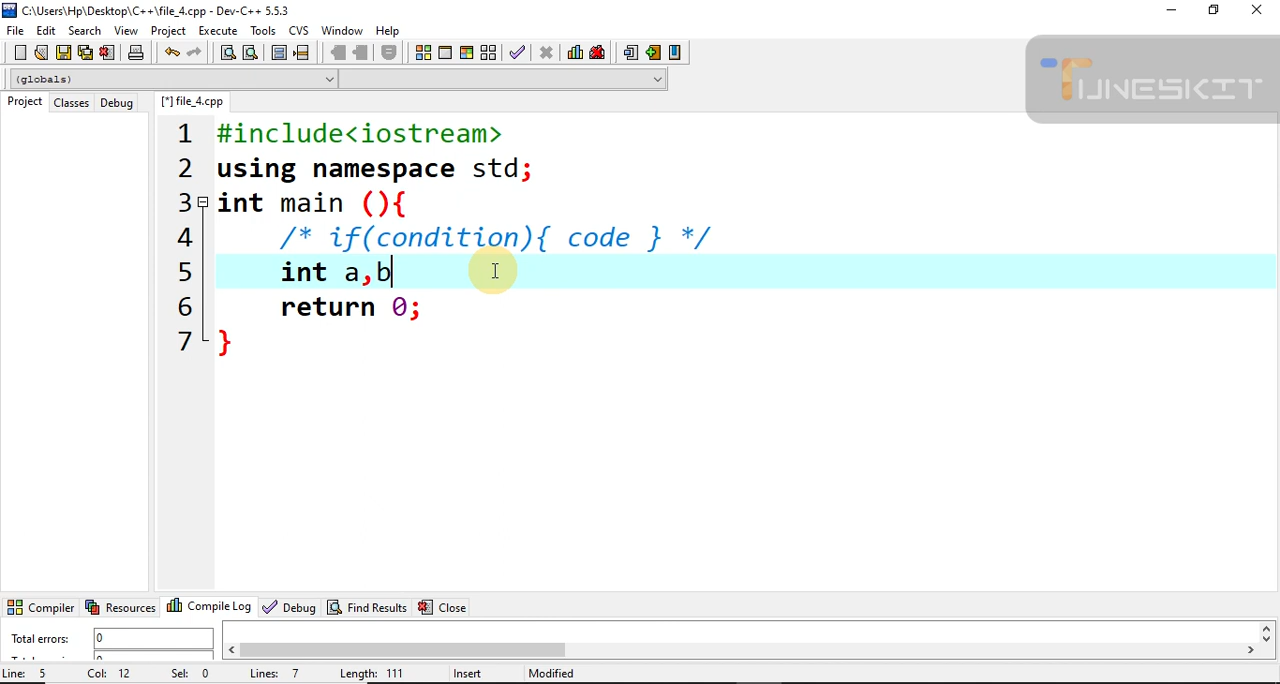 C:\Users\Hp\Desktop\C++\file_4.cpp - Dev-C++ 5.5.3
File Edit Search View Project Execute Tools CVS Window Help
(globals)
TUNESKIT
Project Classes Debug [*] file_4.cpp
1 #include<iostream>
2 using namespace std;
3 int main (){
4 /* if(condition){ code } */
5 int a,b
6 return 0;
7 }
Compiler Resources Compile Log Debug Find Results Close
Total errors: 0
Line: 5 Col: 12 Sel: 0 Lines: 7 Length: 111 Insert Modified